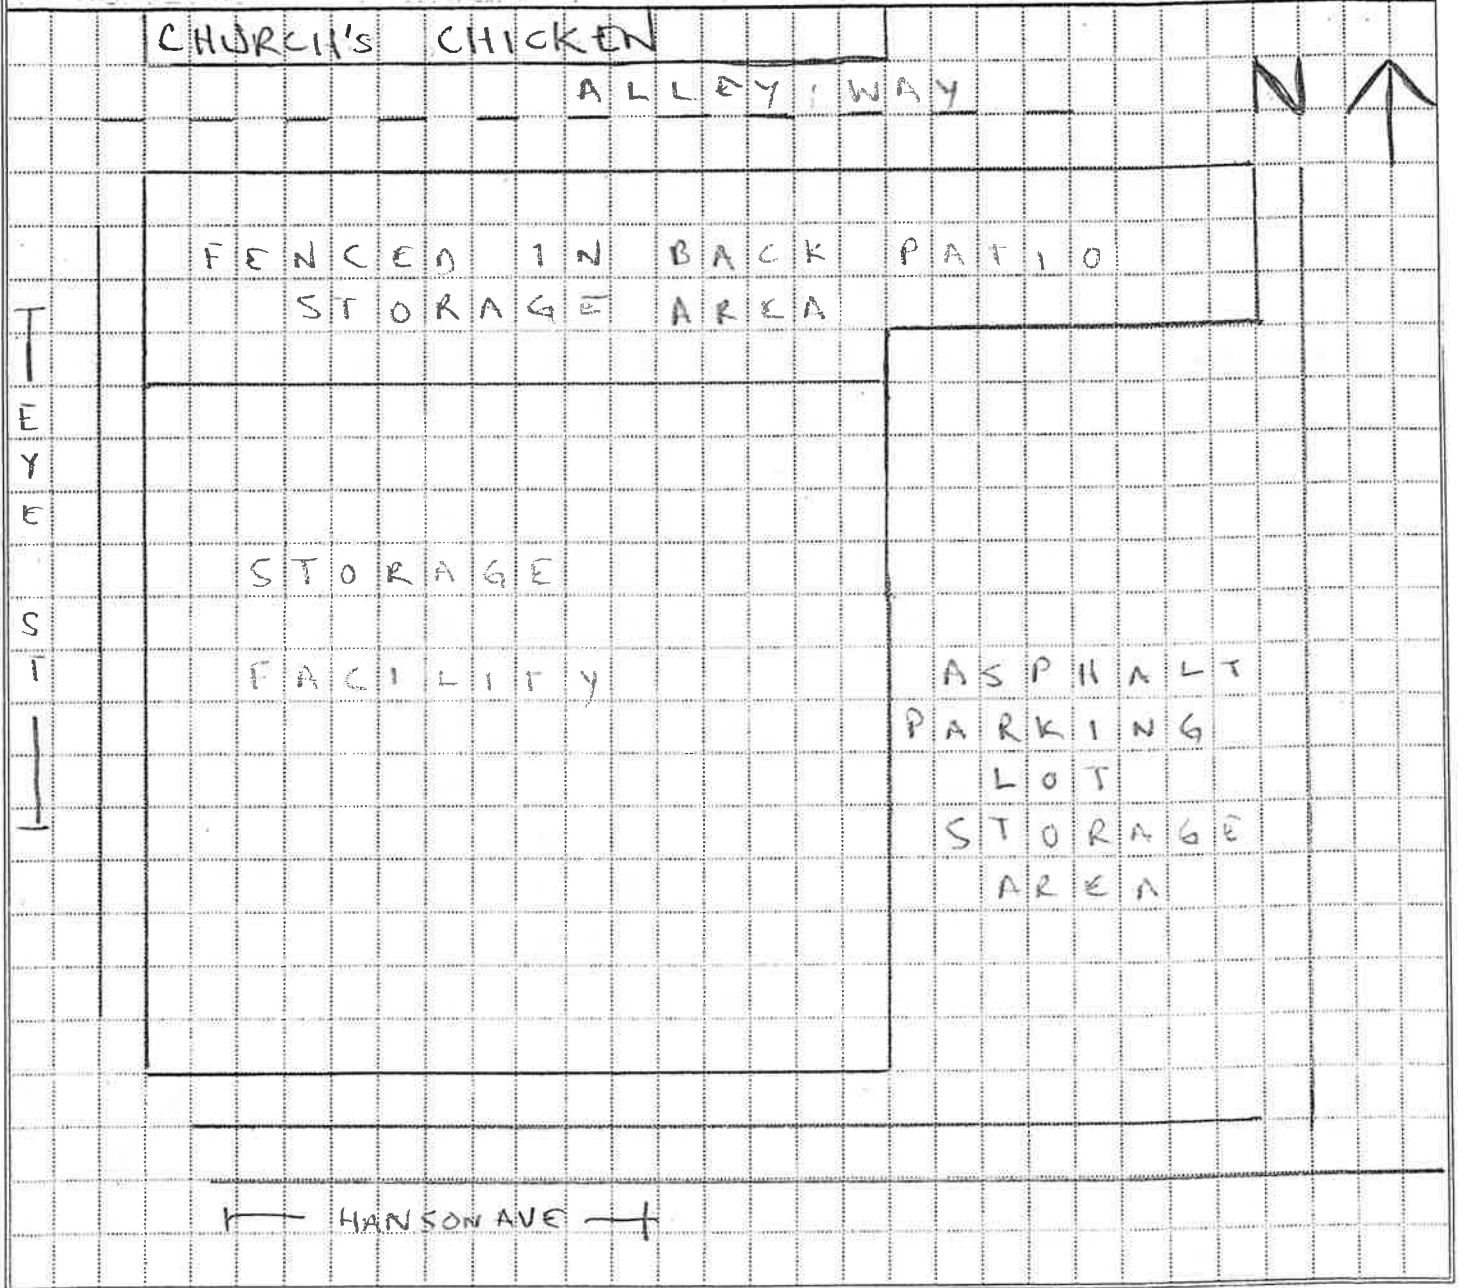 CHURCH'S CHICKEN
ALLEY WAY
N
FENCED IN BACK PATIO
STORAGE AREA
TEYE ST
STORAGE
FACILITY
ASPHALT
PARKING
LOT
STORAGE
AREA
HANSON AVE